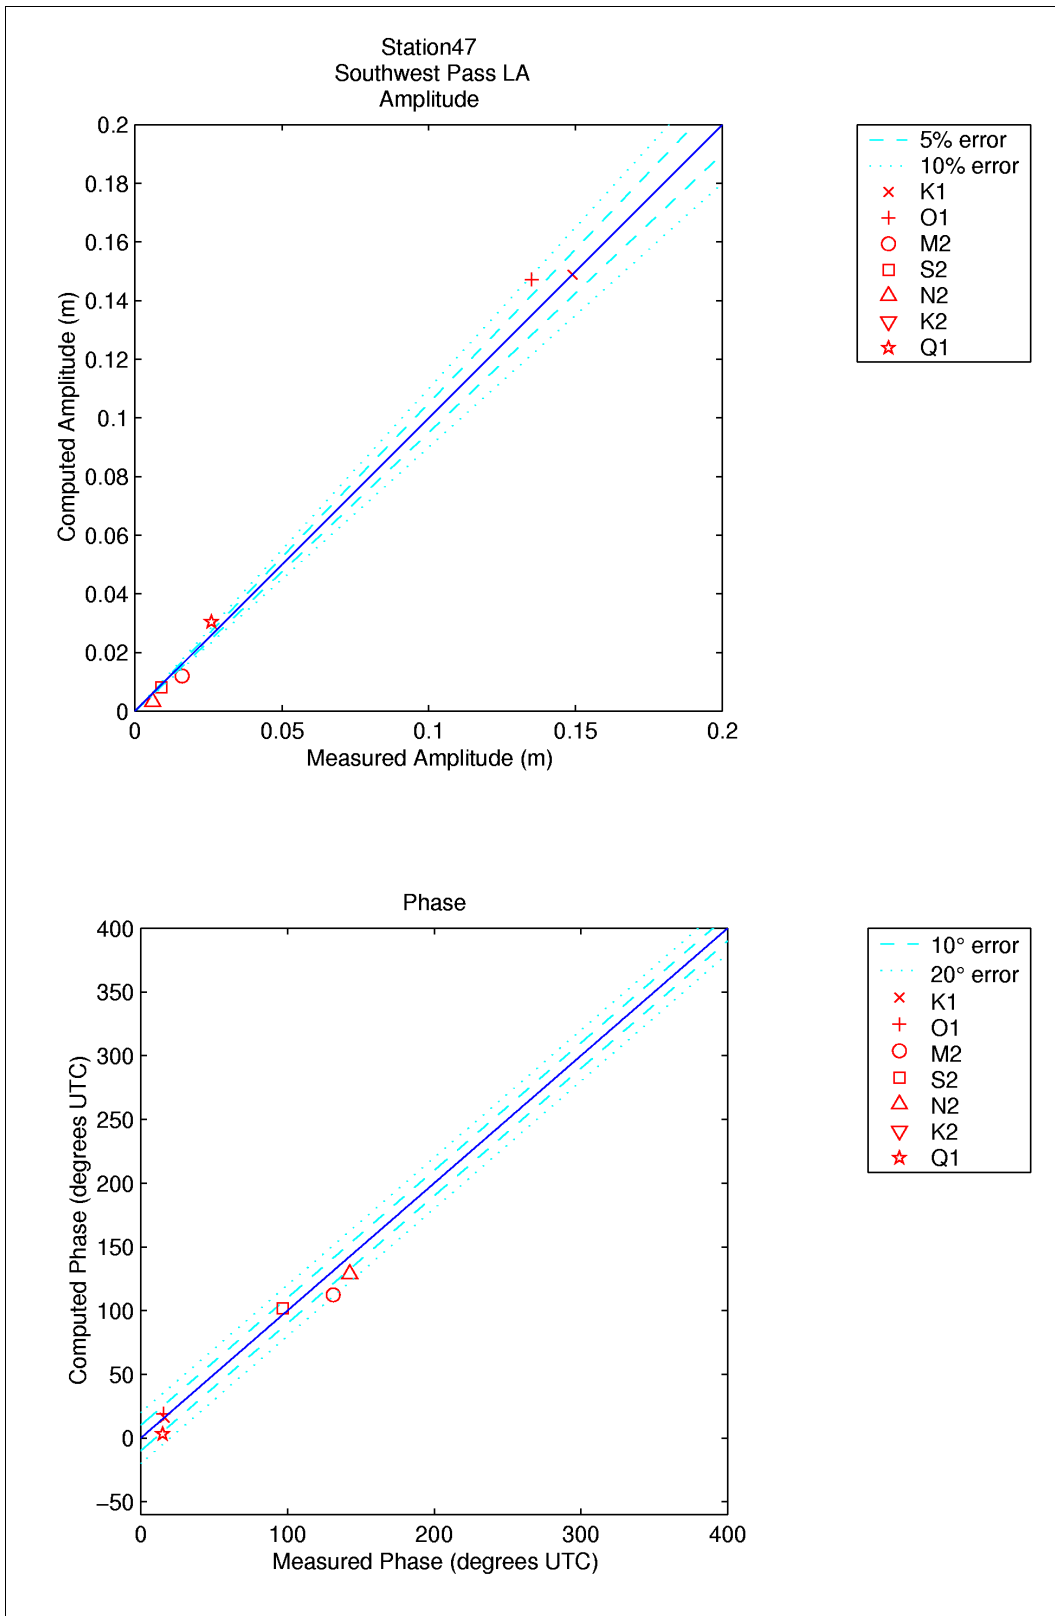 Station47
Southwest Pass LA
Amplitude
0.2
0.18
0.16
0.14
0.12
0.1
0.08
0.06
0.04
0.02
0
0
0.05
0.1
0.15
0.2
Computed Amplitude (m)
Measured Amplitude (m)
5% error
10% error
K1
O1
M2
S2
N2
K2
Q1
Phase
400
350
300
250
200
150
100
50
0
−50
0
100
200
300
400
Computed Phase (degrees UTC)
Measured Phase (degrees UTC)
10° error
20° error
K1
O1
M2
S2
N2
K2
Q1